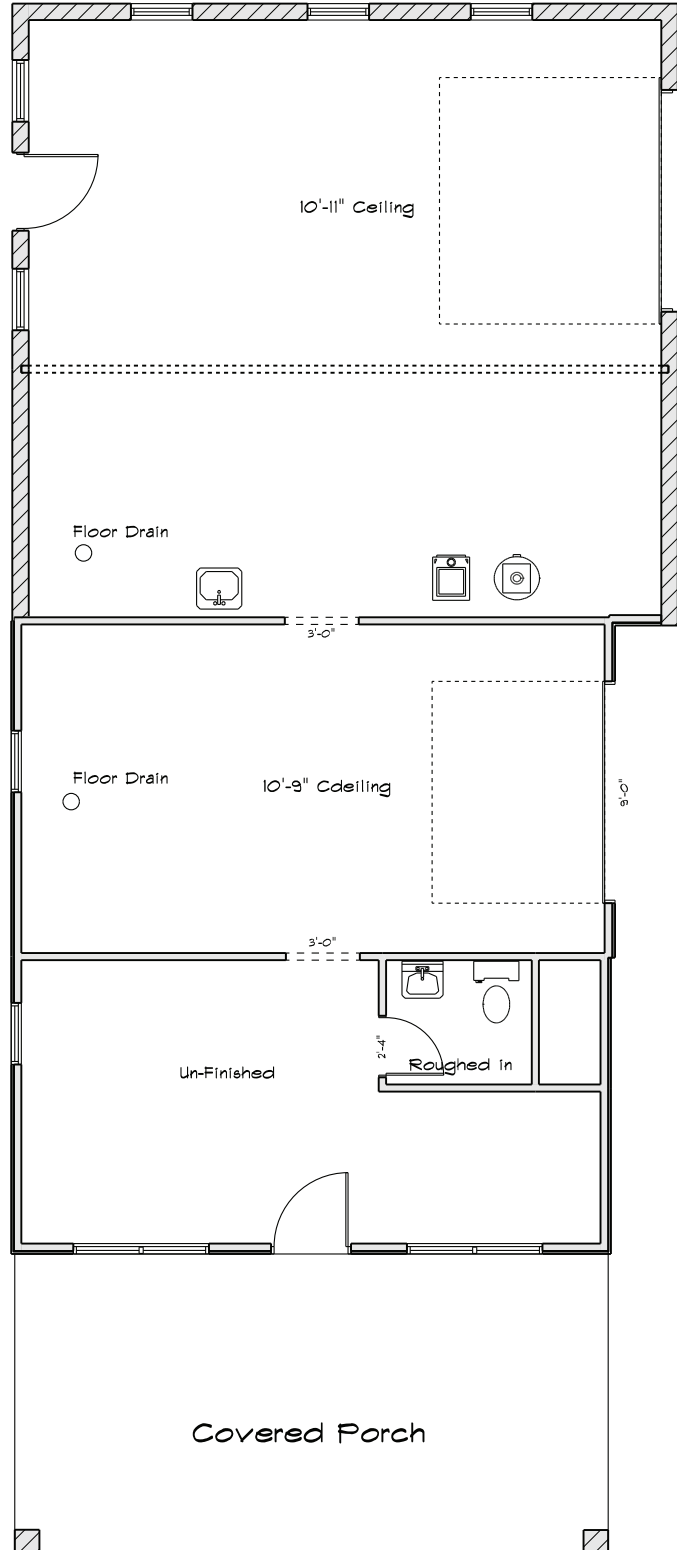 10'-11" Ceiling
Floor Drain
3'-0"
Floor Drain
10'-9" Cdeiling
9'-0"
3'-0"
2'-4"
Roughed in
Un-Finished
Covered Porch